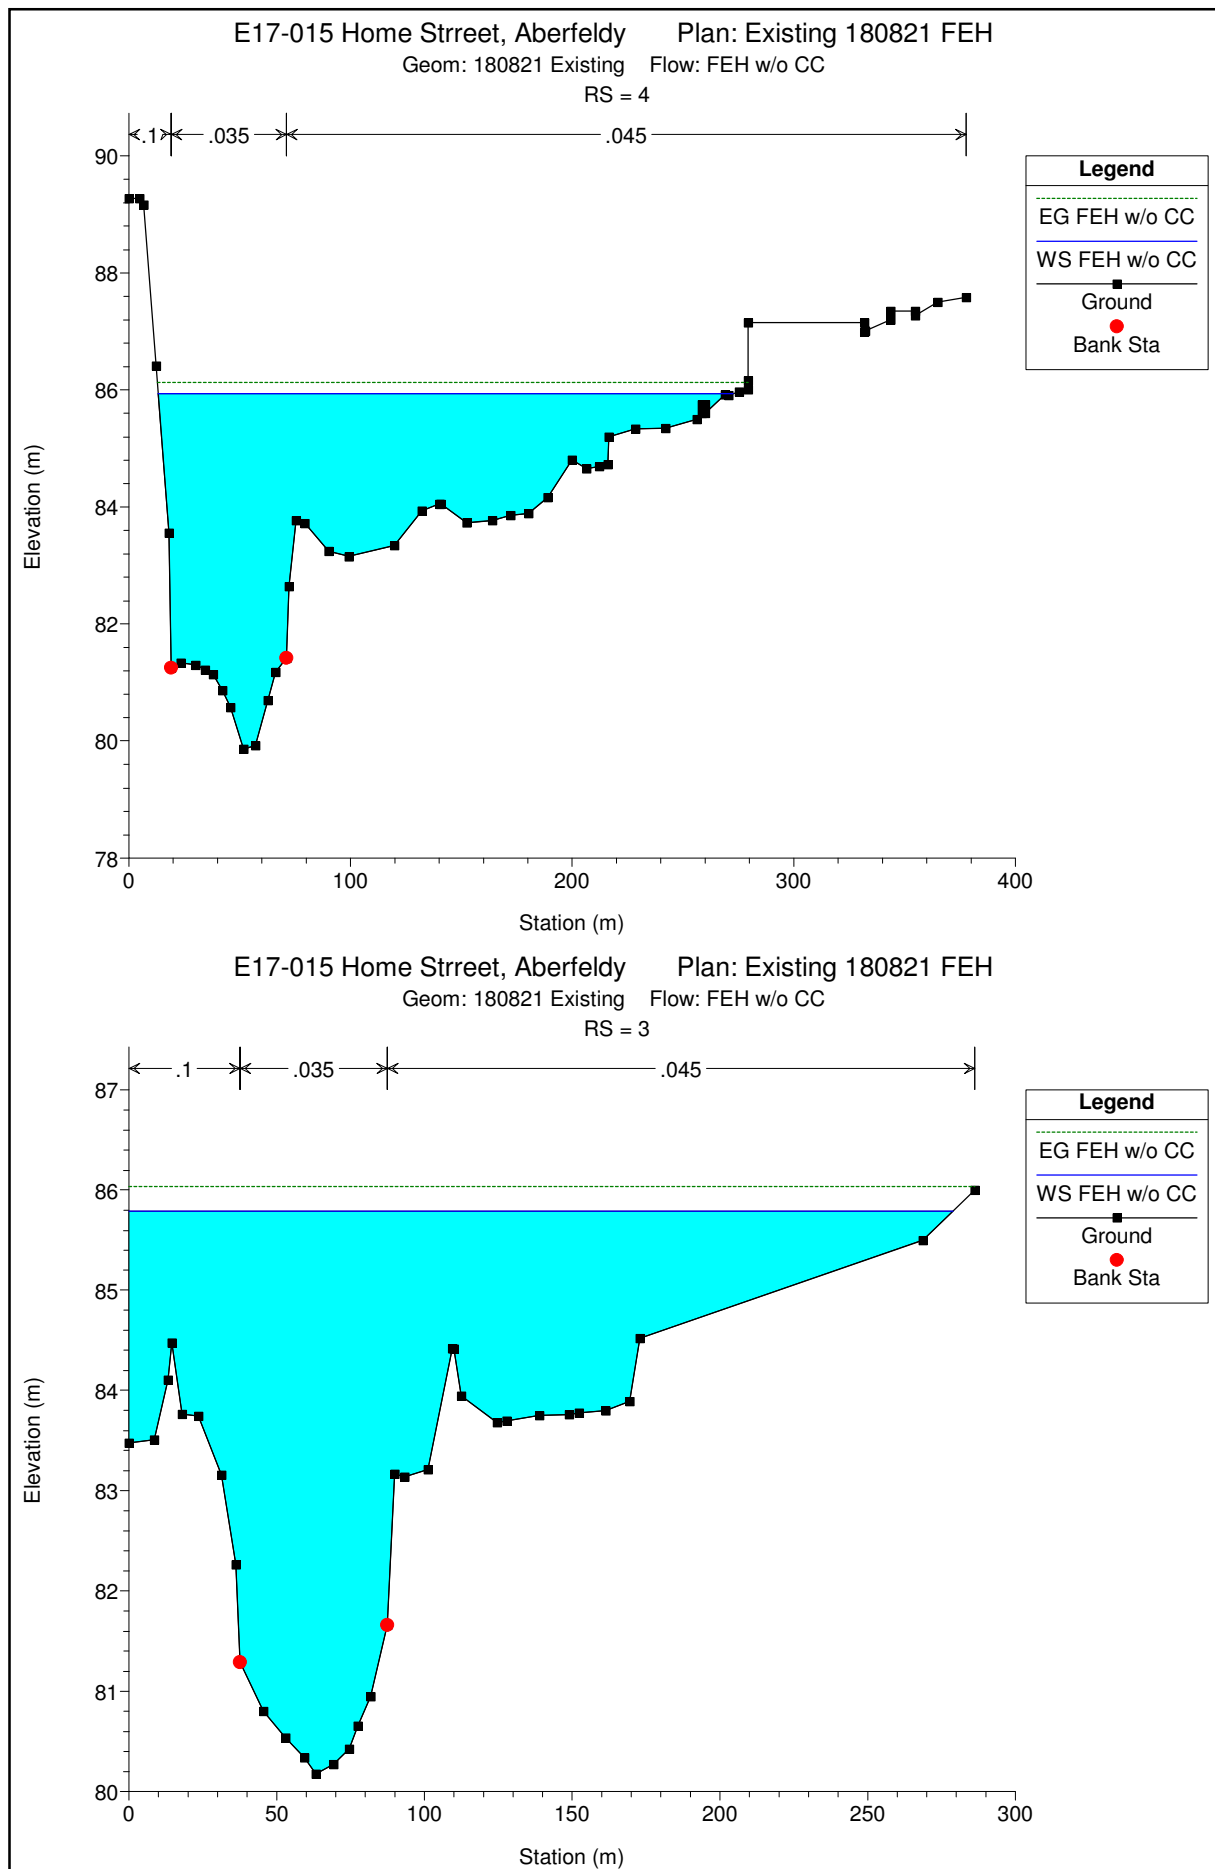 E17-015 Home Strreet, Aberfeldy Plan: Existing 180821 FEH
Geom: 180821 Existing Flow: FEH w/o CC
RS = 4
.1 .035 .045
90
88
86
84
82
80
78
Elevation (m)
0 100 200 300 400
Station (m)
Legend
EG FEH w/o CC
WS FEH w/o CC
Ground
Bank Sta
E17-015 Home Strreet, Aberfeldy Plan: Existing 180821 FEH
Geom: 180821 Existing Flow: FEH w/o CC
RS = 3
.1 .035 .045
87
86
85
84
83
82
81
80
Elevation (m)
0 50 100 150 200 250 300
Station (m)
Legend
EG FEH w/o CC
WS FEH w/o CC
Ground
Bank Sta